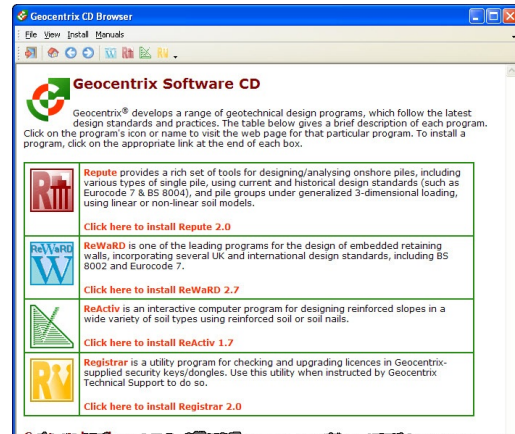 Geocentrix CD Browser
File View Install Manuals
Geocentrix Software CD
Geocentrix® develops a range of geotechnical design programs, which follow the latest
design standards and practices. The table below gives a brief description of each program.
Click on the program's icon or name to visit the web page for that particular program. To install a
program, click on the appropriate link at the end of each box.
Repute provides a rich set of tools for designing/analysing onshore piles, including
various types of single pile, using current and historical design standards (such as
Eurocode 7 & BS 8004), and pile groups under generalized 3-dimensional loading,
using linear or non-linear soil models.
Click here to install Repute 2.0
ReWaRD
W
ReWaRD is one of the leading programs for the design of embedded retaining
walls, incorporating several UK and international design standards, including BS
8002 and Eurocode 7.
Click here to install ReWaRD 2.7
ReActiv is an interactive computer program for designing reinforced slopes in a
wide variety of soil types using reinforced soil or soil nails.
Click here to install ReActiv 1.7
Registrar is a utility program for checking and upgrading licences in Geocentrix-
supplied security keys/dongles. Use this utility when instructed by Geocentrix
Technical Support to do so.
Click here to install Registrar 2.0